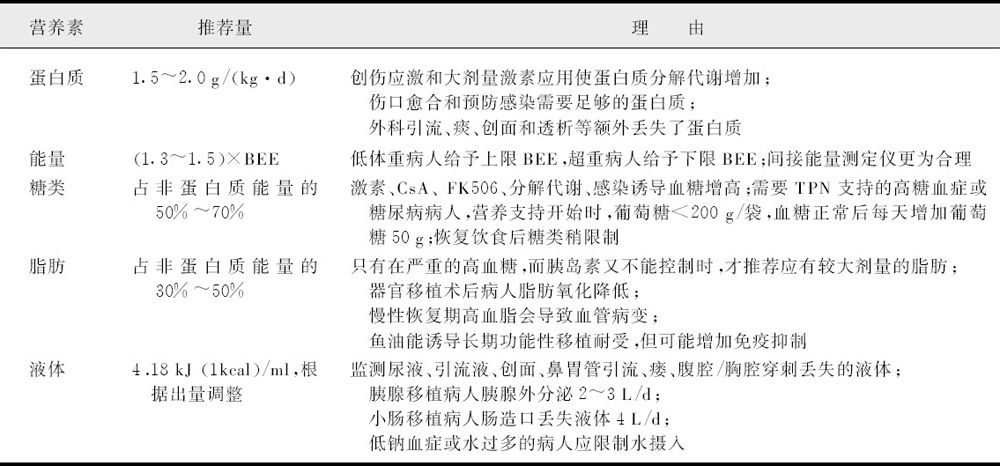 营养素 推荐量 理 由
蛋白质 1.5～2.0 g/(kg·d) 创伤应激和大剂量激素应用使蛋白质分解代谢增加；
伤口愈合和预防感染需要足够的蛋白质；
外科引流、痰、创面和透析等额外丢失了蛋白质
能量 (1.3～1.5)×BEE 低体重病人给予上限BEE,超重病人给予下限BEE;间接能量测定仪更为合理
糖类 占非蛋白质能量的 激素、CsA、FK506、分解代谢、感染诱导血糖增高;需要TPN支持的高糖血症或
50%～70% 糖尿病病人,营养支持开始时,葡萄糖＜200 g/袋,血糖正常后每天增加葡萄
糖50 g;恢复饮食后糖类稍限制
脂肪 占非蛋白质能量的 只有在严重的高血糖,而胰岛素又不能控制时,才推荐应有较大剂量的脂肪；
30%～50% 器官移植术后病人脂肪氧化降低；
慢性恢复期高血脂会导致血管病变；
鱼油能诱导长期功能性移植耐受,但可能增加免疫抑制
液体 4.18 kJ (1kcal)/ml,根 监测尿液、引流液、创面、鼻胃管引流、瘘、腹腔/胸腔穿刺丢失的液体；
据出量调整 胰腺移植病人胰腺外分泌2～3 L/d；
小肠移植病人肠造口丢失液体4 L/d；
低钠血症或水过多的病人应限制水摄入